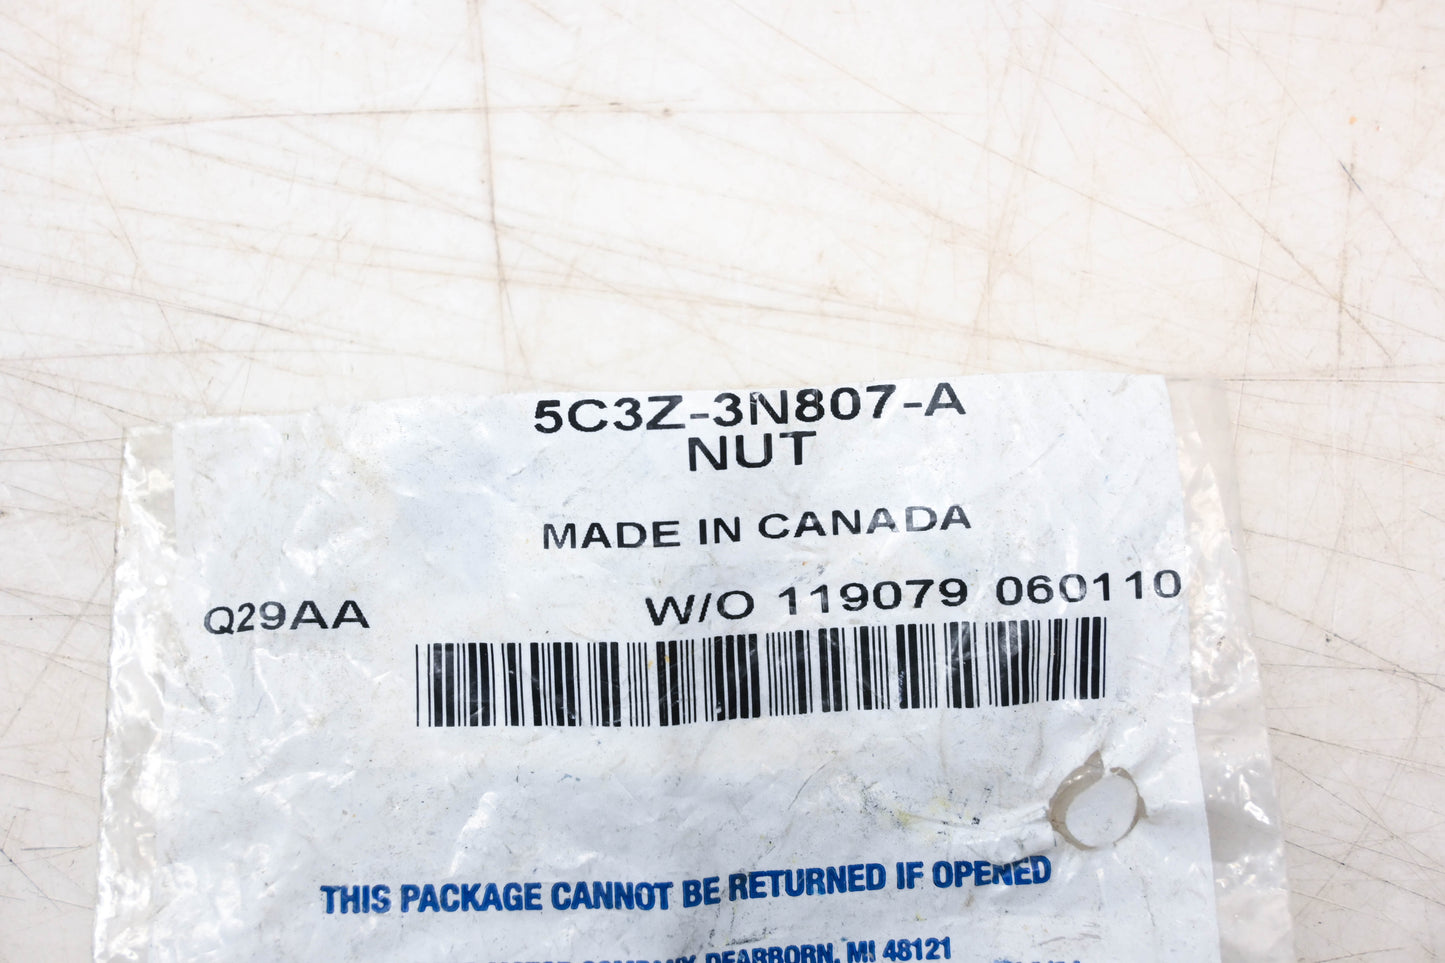 5C3Z-3N807-A
NUT
MADE IN CANADA
Q29AA
W/O 119079 060110
THIS PACKAGE CANNOT BE RETURNED IF OPENED
COMPANY, DEARBORN, MI 48121